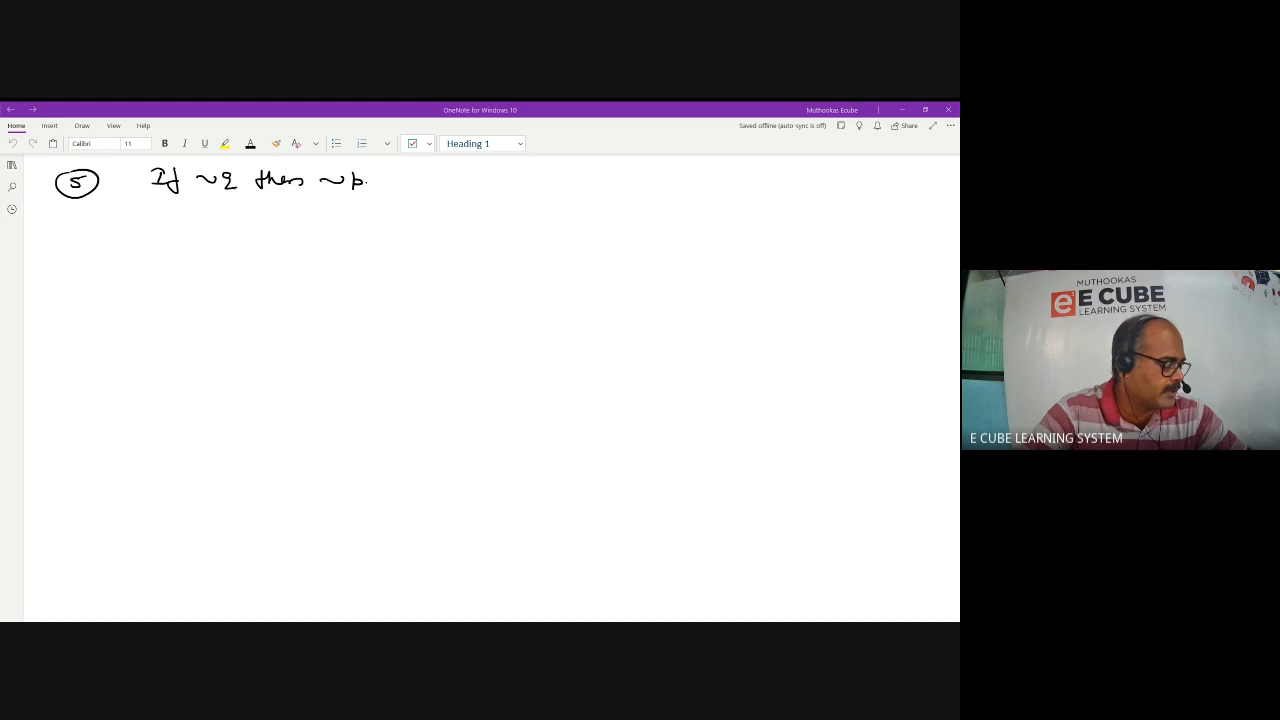 OneNote for Windows 10
Muthookas Ecube
Home Insert Draw View Help
Saved offline (auto-sync is off)
Share
Calibri 11 B I U A Heading 1
5 If ~q then ~p.
MUTHOOKAS
e3 E CUBE
LEARNING SYSTEM
E CUBE LEARNING SYSTEM